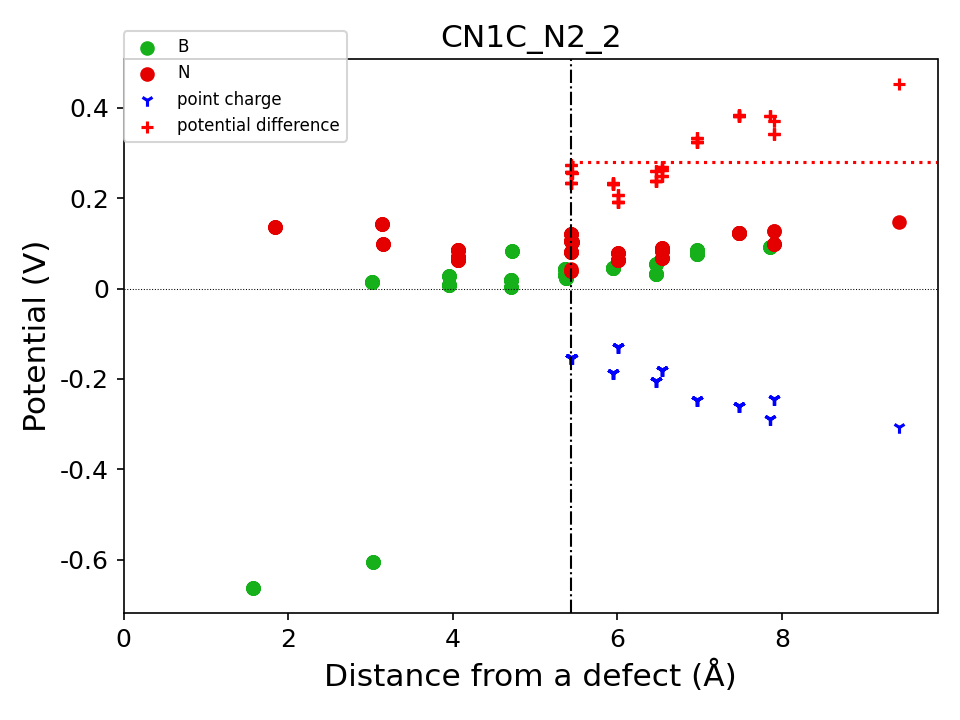 CN1C_N2_2
B
N
point charge
potential difference
0.4
0.2
0
-0.2
-0.4
-0.6
Potential (V)
0 2 4 6 8
Distance from a defect (Å)